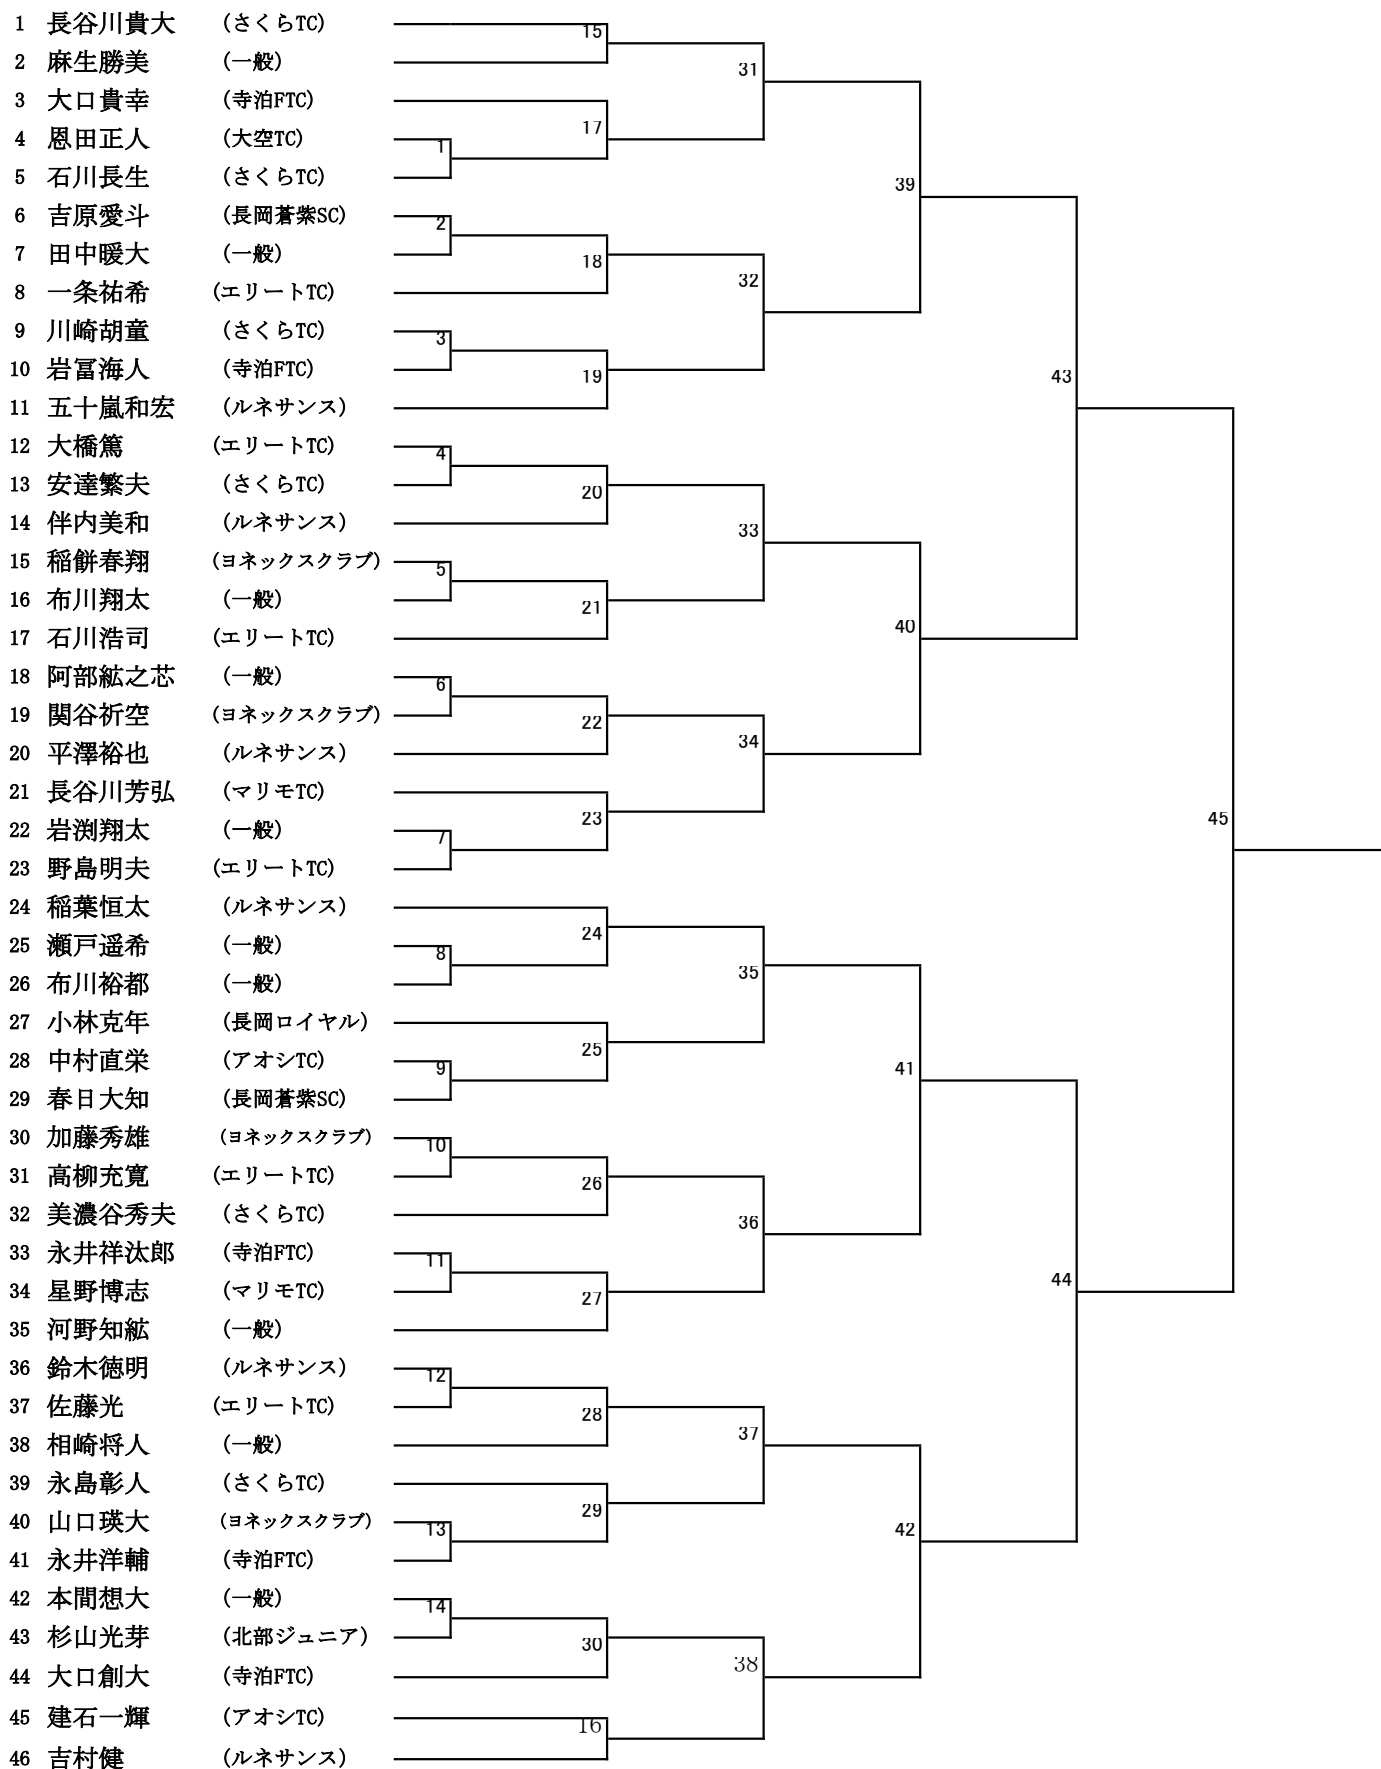 1 長谷川貴大 (さくらTC) 15
2 麻生勝美 (一般) 31
3 大口貴幸 (寺泊FTC) 17
4 恩田正人 (大空TC) 1
5 石川長生 (さくらTC) 39
6 吉原愛斗 (長岡蒼紫SC) 2
7 田中暖大 (一般) 18
8 一条祐希 (エリートTC) 32
9 川崎胡童 (さくらTC) 3
10 岩冨海人 (寺泊FTC) 19 43
11 五十嵐和宏 (ルネサンス)
12 大橋篤 (エリートTC) 4
13 安達繁夫 (さくらTC) 20
14 伴内美和 (ルネサンス) 33
15 稲餅春翔 (ヨネックスクラブ) 5
16 布川翔太 (一般) 21
17 石川浩司 (エリートTC) 40
18 阿部紘之芯 (一般) 6
19 関谷祈空 (ヨネックスクラブ) 22
20 平澤裕也 (ルネサンス) 34
21 長谷川芳弘 (マリモTC) 23 45
22 岩渕翔太 (一般) 7
23 野島明夫 (エリートTC)
24 稲葉恒太 (ルネサンス) 24
25 瀬戸遥希 (一般) 8
26 布川裕都 (一般) 35
27 小林克年 (長岡ロイヤル) 25
28 中村直栄 (アオシTC) 9 41
29 春日大知 (長岡蒼紫SC)
30 加藤秀雄 (ヨネックスクラブ) 10
31 高柳充寛 (エリートTC) 26
32 美濃谷秀夫 (さくらTC) 36
33 永井祥汰郎 (寺泊FTC) 11
34 星野博志 (マリモTC) 27 44
35 河野知紘 (一般)
36 鈴木徳明 (ルネサンス) 12
37 佐藤光 (エリートTC) 28
38 相崎将人 (一般) 37
39 永島彰人 (さくらTC) 29
40 山口瑛大 (ヨネックスクラブ) 13 42
41 永井洋輔 (寺泊FTC)
42 本間想大 (一般) 14
43 杉山光芽 (北部ジュニア) 30
44 大口創大 (寺泊FTC) 38
45 建石一輝 (アオシTC) 16
46 吉村健 (ルネサンス)